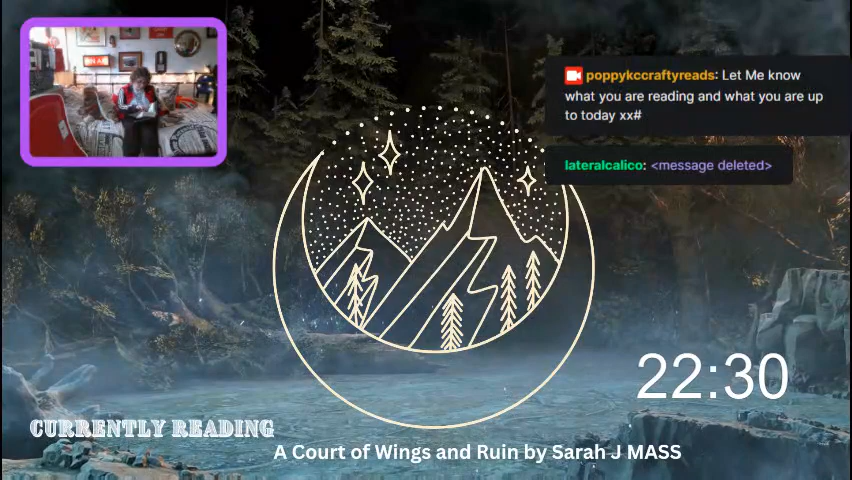 poppykccraftyreads: Let Me know
what you are reading and what you are up
to today xx#
lateralcalico: <message deleted>
22:30
CURRENTLY READING
A Court of Wings and Ruin by Sarah J MASS